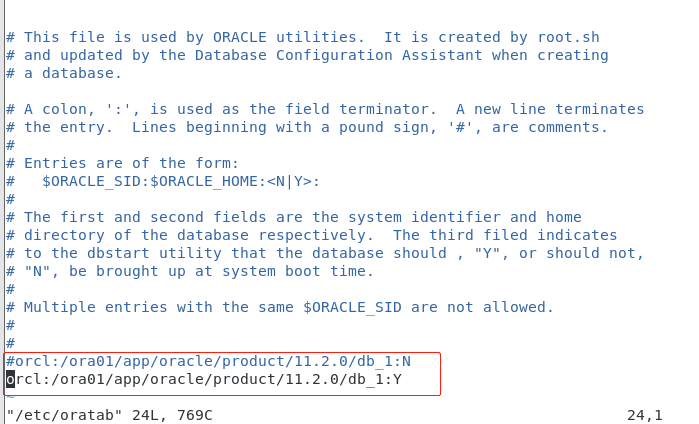 # This file is used by ORACLE utilities.  It is created by root.sh
# and updated by the Database Configuration Assistant when creating
# a database.
# A colon, ':', is used as the field terminator.  A new line terminates
# the entry.  Lines beginning with a pound sign, '#', are comments.
#
# Entries are of the form:
#   $ORACLE_SID:$ORACLE_HOME:<N|Y>:
#
# The first and second fields are the system identifier and home
# directory of the database respectively.  The third filed indicates
# to the dbstart utility that the database should , "Y", or should not,
# "N", be brought up at system boot time.
#
# Multiple entries with the same $ORACLE_SID are not allowed.
#
#
#orcl:/ora01/app/oracle/product/11.2.0/db_1:N
orcl:/ora01/app/oracle/product/11.2.0/db_1:Y
~
"/etc/oratab" 24L, 769C 24,1